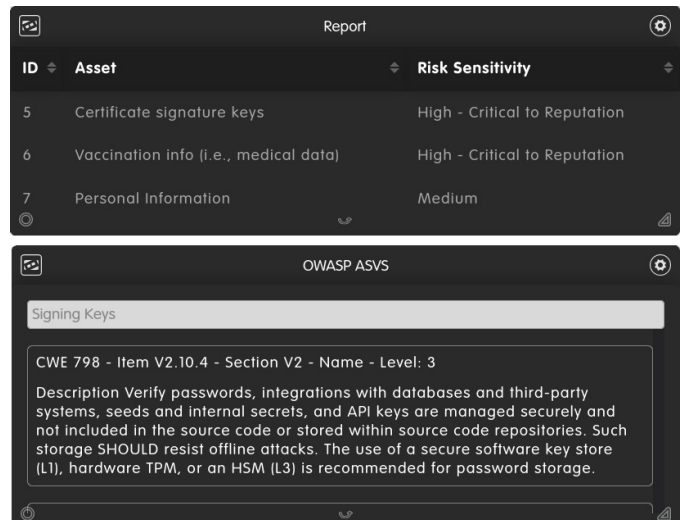 Report
ID Asset Risk Sensitivity
5 Certificate signature keys High - Critical to Reputation
6 Vaccination info (i.e., medical data) High - Critical to Reputation
7 Personal Information Medium
OWASP ASVS
Signing Keys
CWE 798 - Item V2.10.4 - Section V2 - Name - Level: 3
Description Verify passwords, integrations with databases and third-party
systems, seeds and internal secrets, and API keys are managed securely and
not included in the source code or stored within source code repositories. Such
storage SHOULD resist offline attacks. The use of a secure software key store
(L1), hardware TPM, or an HSM (L3) is recommended for password storage.